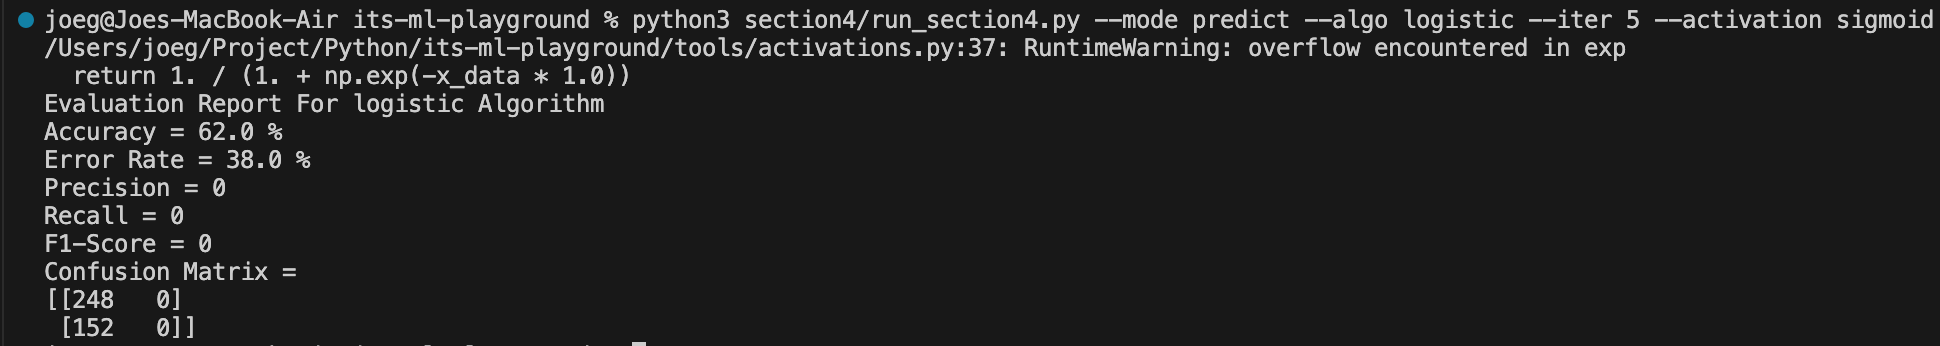 joeg@Joes-MacBook-Air its-ml-playground % python3 section4/run_section4.py --mode predict --algo logistic --iter 5 --activation sigmoid
/Users/joeg/Project/Python/its-ml-playground/tools/activations.py:37: RuntimeWarning: overflow encountered in exp
  return 1. / (1. + np.exp(-x_data * 1.0))
Evaluation Report For logistic Algorithm
Accuracy = 62.0 %
Error Rate = 38.0 %
Precision = 0
Recall = 0
F1-Score = 0
Confusion Matrix =
[[248   0]
 [152   0]]